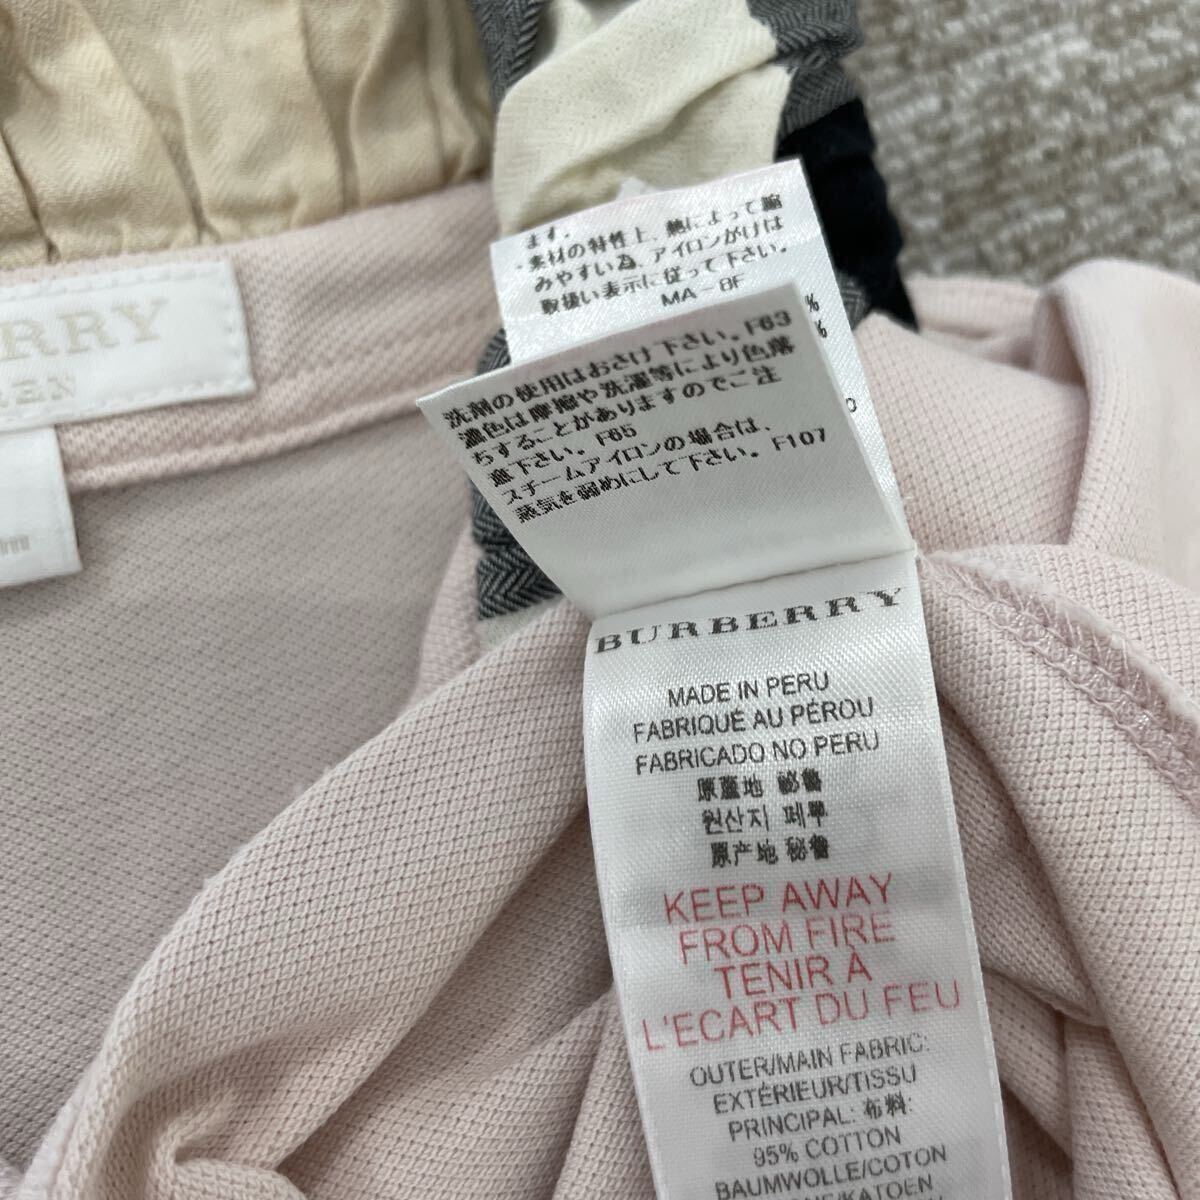 ERRY
REN
ます。
・素材の特性上、熱によって縮
みやすい為、アイロンがけは
取扱い表示に従って下さい。
MA-8F
%
%
洗剤の使用はおさけ下さい。F63
濃色は摩擦や洗濯等により色落
ちすることがありますのでご注
意下さい。F65
スチームアイロンの場合は、
蒸気を弱めにして下さい。F107
BURBERRY
MADE IN PERU
FABRIQUÉ AU PÉROU
FABRICADO NO PERU
原產地 秘魯
원산지 페루
原产地 秘鲁
KEEP AWAY
FROM FIRE
TENIR À
L'ECART DU FEU
OUTER/MAIN FABRIC:
EXTÉRIEUR/TISSU
PRINCIPAL: 布料:
95% COTTON
BAUMWOLLE/COTON
/KATOEN